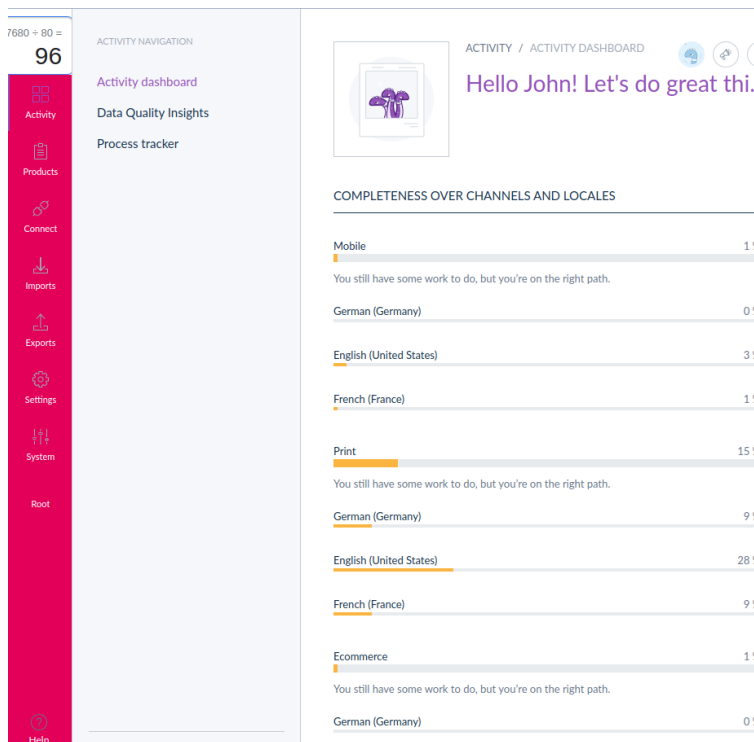 7680 ÷ 80 =
96
Activity
Products
Connect
Imports
Exports
Settings
System
Root
Help
ACTIVITY NAVIGATION
Activity dashboard
Data Quality Insights
Process tracker
ACTIVITY / ACTIVITY DASHBOARD
Hello John! Let's do great thi.
COMPLETENESS OVER CHANNELS AND LOCALES
Mobile 1
You still have some work to do, but you're on the right path.
German (Germany) 0
English (United States) 3
French (France) 1
Print 15
You still have some work to do, but you're on the right path.
German (Germany) 9
English (United States) 28
French (France) 9
Ecommerce 1
You still have some work to do, but you're on the right path.
German (Germany) 0